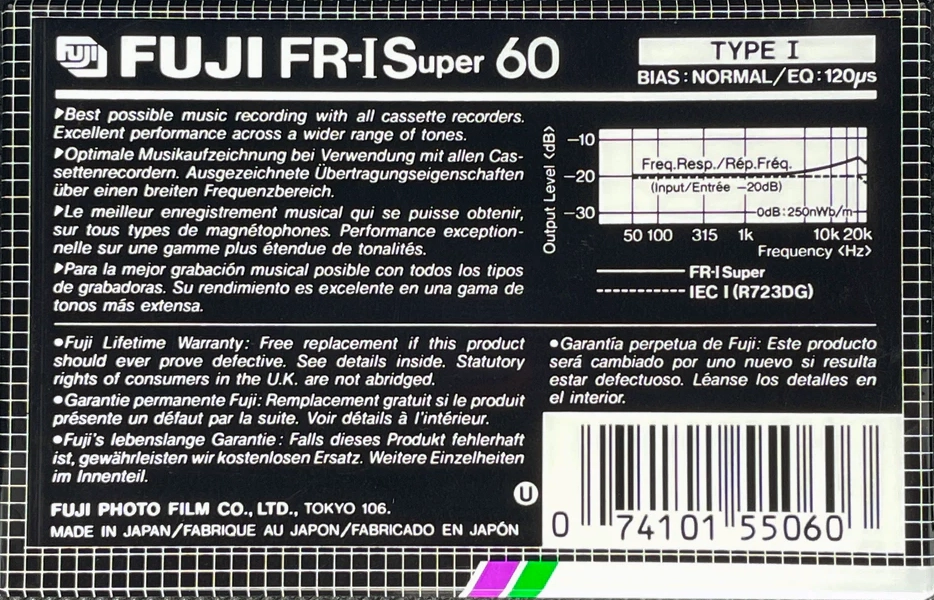 FUJI FUJI FR-I Super 60
TYPE I
BIAS : NORMAL/EQ : 120μs
▶Best possible music recording with all cassette recorders.
Excellent performance across a wider range of tones.
▶Optimale Musikaufzeichnung bei Verwendung mit allen Cas-
settenrecordern. Ausgezeichnete Übertragungseigenschaften
über einen breiten Frequenzbereich.
▶Le meilleur enregistrement musical qui se puisse obtenir,
sur tous types de magnétophones. Performance exception-
nelle sur une gamme plus étendue de tonalités.
▶Para la mejor grabación musical posible con todos los tipos
de grabadoras. Su rendimiento es excelente en una gama de
tonos más extensa.
Output Level <dB>
−10
−20
−30
Freq.Resp./Rép.Fréq.
(Input/Entrée −20dB)
0dB:250nWb/m
50 100 315 1k 10k 20k
Frequency <Hz>
FR-I Super
IEC I (R723DG)
●Fuji Lifetime Warranty: Free replacement if this product
should ever prove defective. See details inside. Statutory
rights of consumers in the U.K. are not abridged.
●Garantie permanente Fuji: Remplacement gratuit si le produit
présente un défaut par la suite. Voir détails à l'intérieur.
●Fuji's lebenslange Garantie: Falls dieses Produkt fehlerhaft
ist, gewährleisten wir kostenlosen Ersatz. Weitere Einzelheiten
im Innenteil.
●Garantía perpetua de Fuji: Este producto
será cambiado por uno nuevo si resulta
estar defectuoso. Léanse los detalles en
el interior.
FUJI PHOTO FILM CO., LTD., TOKYO 106.
MADE IN JAPAN/FABRIQUE AU JAPON/FABRICADO EN JAPÓN
U
0 74101 55060